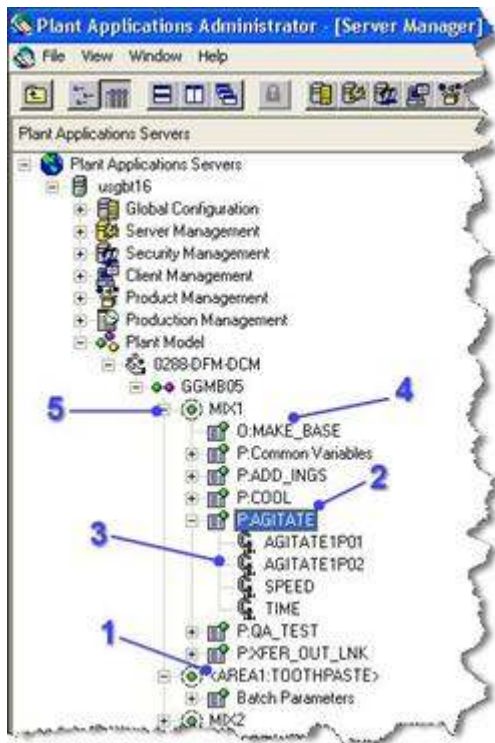 Plant Applications Administrator - [Server Manager]
File View Window Help
Plant Applications Servers
Plant Applications Servers
usgbt16
Global Configuration
Server Management
Security Management
Client Management
Product Management
Production Management
Plant Model
0288-DFM-DCM
GGMB05
5 MIX1 4
O:MAKE_BASE
P:Common Variables
P:ADD_INGS
P:COOL 2
P:AGITATE
3 AGITATE1P01
AGITATE1P02
SPEED
TIME
P:QA_TEST
1 P:XFER_OUT_LNK
<AREA1:TOOTHPASTE>
Batch Parameters
MIX2